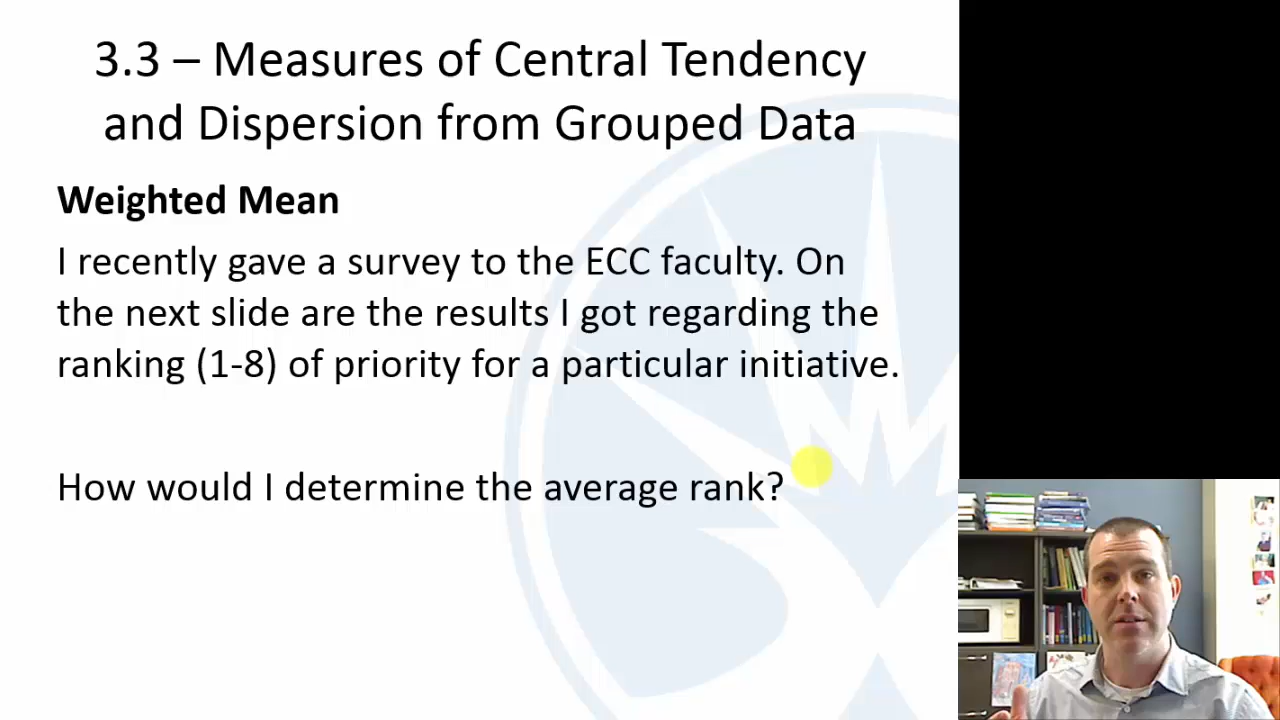 3.3 – Measures of Central Tendency
and Dispersion from Grouped Data
Weighted Mean
I recently gave a survey to the ECC faculty. On
the next slide are the results I got regarding the
ranking (1-8) of priority for a particular initiative.
How would I determine the average rank?